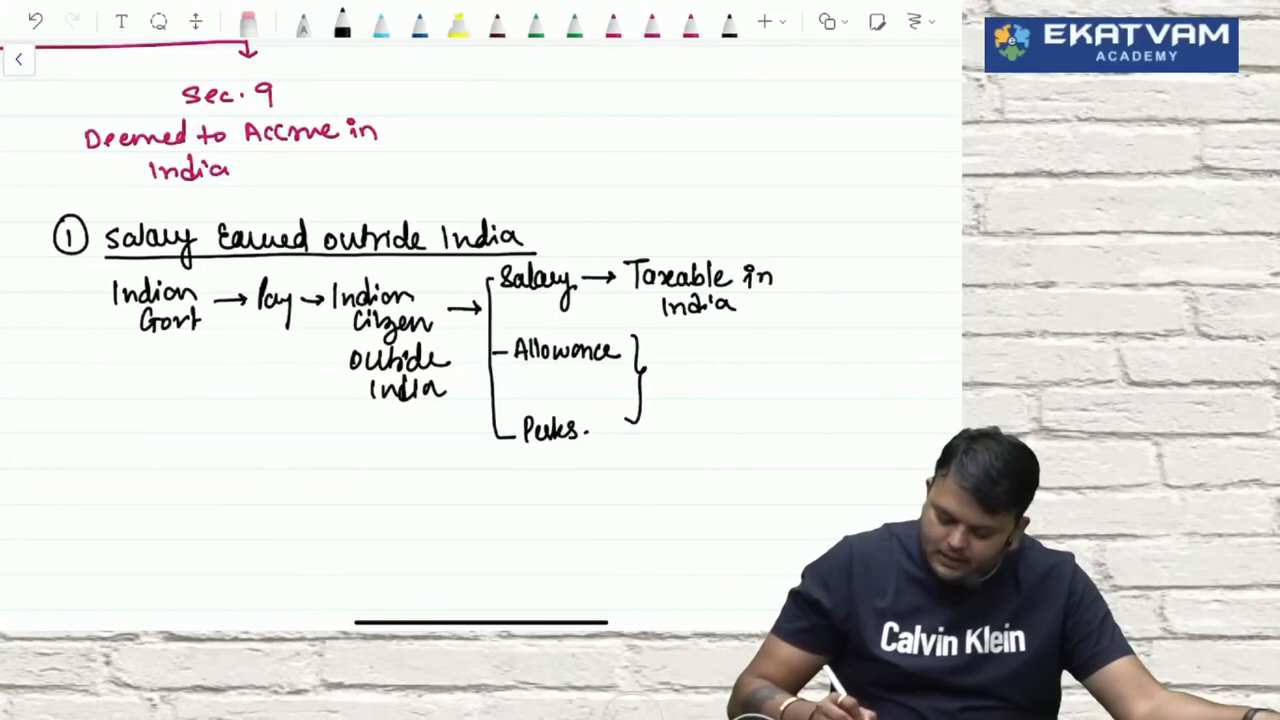 EKATVAM
ACADEMY
Sec. 9
Deemed to Accrue in
India
① Salary Earned outside India
Indian Govt → Pay → Indian Citizen outside India →
Salary → Taxable in India
Allowance
Perks.
Calvin Klein